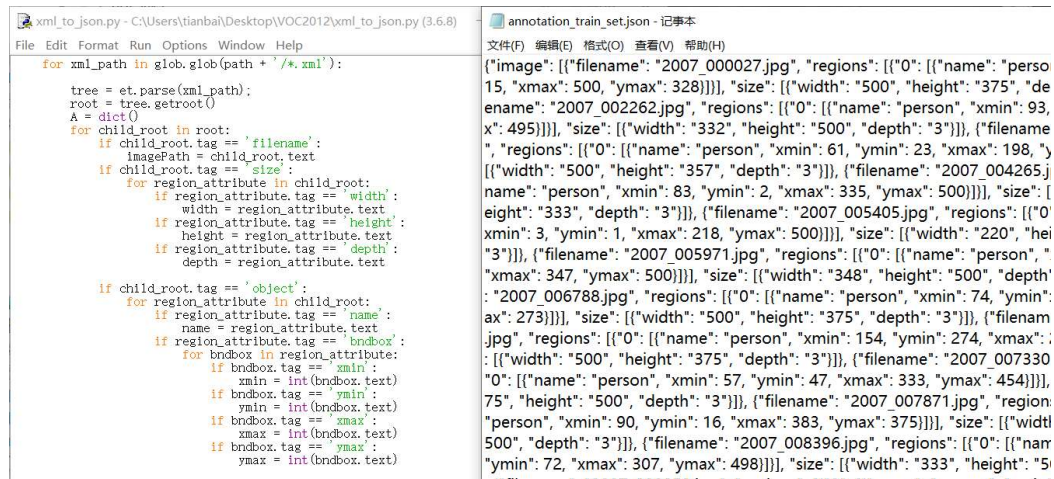 xml_to_json.py - C:\Users\tianbai\Desktop\VOC2012\xml_to_json.py (3.6.8)
File Edit Format Run Options Window Help
for xml_path in glob.glob(path + '/*.xml'):
tree = et.parse(xml_path);
root = tree.getroot()
A = dict()
for child_root in root:
if child_root.tag == 'filename':
imagePath = child_root.text
if child_root.tag == 'size':
for region_attribute in child_root:
if region_attribute.tag == 'width':
width = region_attribute.text
if region_attribute.tag == 'height':
height = region_attribute.text
if region_attribute.tag == 'depth':
depth = region_attribute.text
if child_root.tag == 'object':
for region_attribute in child_root:
if region_attribute.tag == 'name':
name = region_attribute.text
if region_attribute.tag == 'bndbox':
for bndbox in region_attribute:
if bndbox.tag == 'xmin':
xmin = int(bndbox.text)
if bndbox.tag == 'ymin':
ymin = int(bndbox.text)
if bndbox.tag == 'xmax':
xmax = int(bndbox.text)
if bndbox.tag == 'ymax':
ymax = int(bndbox.text)
annotation_train_set.json - 记事本
文件(F) 编辑(E) 格式(O) 查看(V) 帮助(H)
{"image": [{"filename": "2007_000027.jpg", "regions": [{"0": [{"name": "perso
15, "xmax": 500, "ymax": 328}]}], "size": [{"width": "500", "height": "375", "de
ename": "2007_002262.jpg", "regions": [{"0": [{"name": "person", "xmin": 93,
x": 495}]}], "size": [{"width": "332", "height": "500", "depth": "3"}]}, {"filename
", "regions": [{"0": [{"name": "person", "xmin": 61, "ymin": 23, "xmax": 198, "y
[{"width": "500", "height": "357", "depth": "3"}]}, {"filename": "2007_004265.j
name": "person", "xmin": 83, "ymin": 2, "xmax": 335, "ymax": 500}]}], "size": [
eight": "333", "depth": "3"}]}, {"filename": "2007_005405.jpg", "regions": [{"0"
xmin": 3, "ymin": 1, "xmax": 218, "ymax": 500}]}], "size": [{"width": "220", "hei
"3"}]}, {"filename": "2007_005971.jpg", "regions": [{"0": [{"name": "person", "
"xmax": 347, "ymax": 500}]}], "size": [{"width": "348", "height": "500", "depth"
: "2007_006788.jpg", "regions": [{"0": [{"name": "person", "xmin": 74, "ymin":
ax": 273}]}], "size": [{"width": "500", "height": "375", "depth": "3"}]}, {"filenam
.jpg", "regions": [{"0": [{"name": "person", "xmin": 154, "ymin": 274, "xmax":
: [{"width": "500", "height": "375", "depth": "3"}]}, {"filename": "2007_007330
"0": [{"name": "person", "xmin": 57, "ymin": 47, "xmax": 333, "ymax": 454}]}],
75", "height": "500", "depth": "3"}]}, {"filename": "2007_007871.jpg", "regions
"person", "xmin": 90, "ymin": 16, "xmax": 383, "ymax": 375}]}], "size": [{"widt
500", "depth": "3"}]}, {"filename": "2007_008396.jpg", "regions": [{"0": [{"nam
"ymin": 72, "xmax": 307, "ymax": 498}]}], "size": [{"width": "333", "height": "5